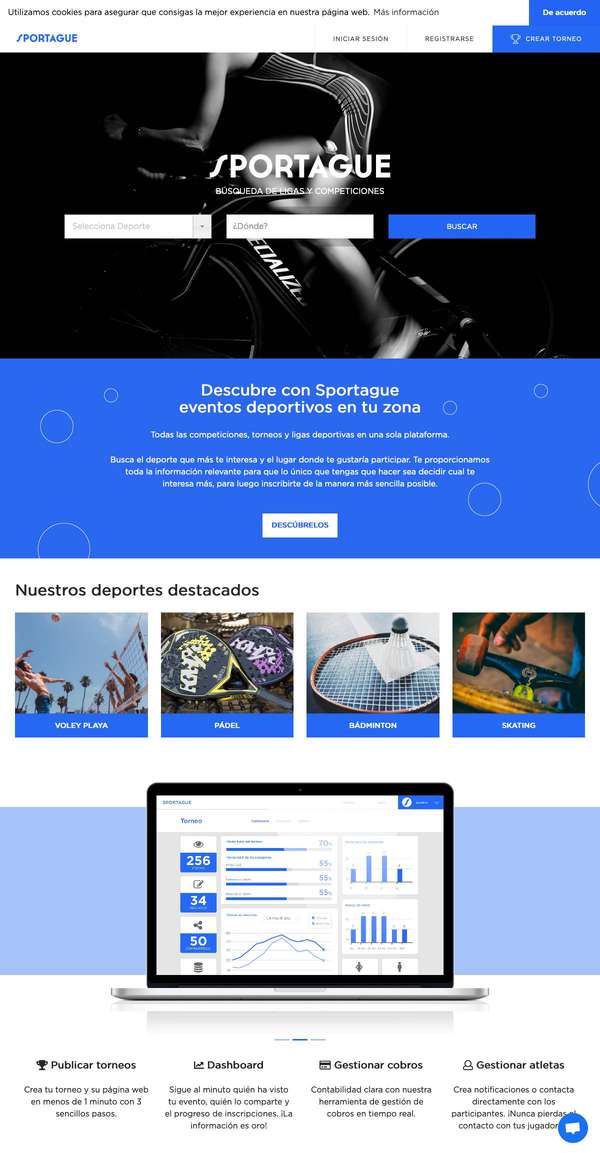 Utilizamos cookies para asegurar que consigas la mejor experiencia en nuestra página web. Más información
De acuerdo
SPORTAGUE
INICIAR SESIÓN
REGISTRARSE
CREAR TORNEO
SPORTAGUE
BÚSQUEDA DE LIGAS Y COMPETICIONES
Selecciona Deporte
¿Dónde?
BUSCAR
SPECIALIZED
Descubre con Sportague
eventos deportivos en tu zona
Todas las competiciones, torneos y ligas deportivas en una sola plataforma.
Busca el deporte que más te interesa y el lugar donde te gustaría participar. Te proporcionamos
toda la información relevante para que lo único que tengas que hacer sea decidir cual te
interesa más, para luego inscribirte de la manera más sencilla posible.
DESCÚBRELOS
Nuestros deportes destacados
VOLEY PLAYA
PÁDEL
BÁDMINTON
SKATING
SPORTAGUE
Torneo
256
34
50
70%
55%
55%
55%
Publicar torneos
Crea tu torneo y su página web
en menos de 1 minuto con 3
sencillos pasos.
Dashboard
Sigue al minuto quién ha visto
tu evento, quién lo comparte y
el progreso de inscripciones. ¡La
información es oro!
Gestionar cobros
Contabilidad clara con nuestra
herramienta de gestión de
cobros en tiempo real.
Gestionar atletas
Crea notificaciones o contacta
directamente con los
participantes. ¡Nunca pierdas el
contacto con tus jugador